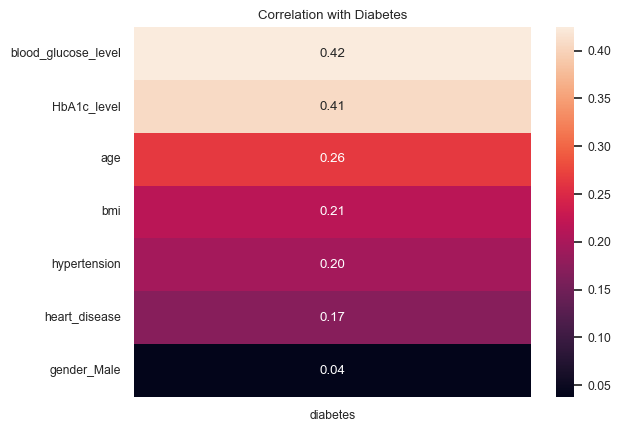 Correlation with Diabetes
blood_glucose_level
0.42
HbA1c_level
0.41
age
0.26
bmi
0.21
hypertension
0.20
heart_disease
0.17
gender_Male
0.04
diabetes
0.40
0.35
0.30
0.25
0.20
0.15
0.10
0.05